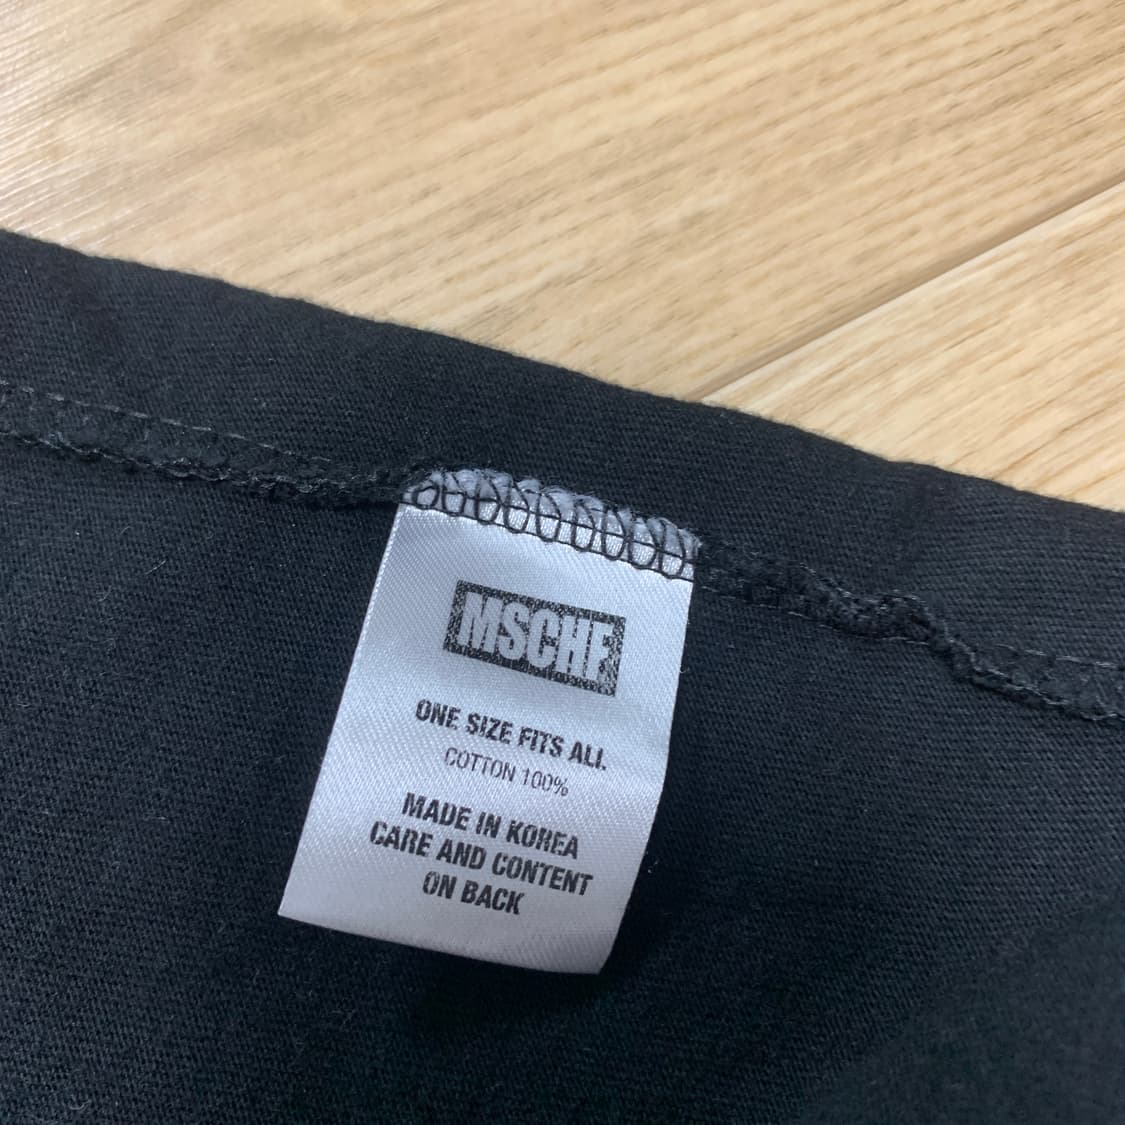 MSCHF
ONE SIZE FITS ALL
COTTON 100%
MADE IN KOREA
CARE AND CONTENT
ON BACK